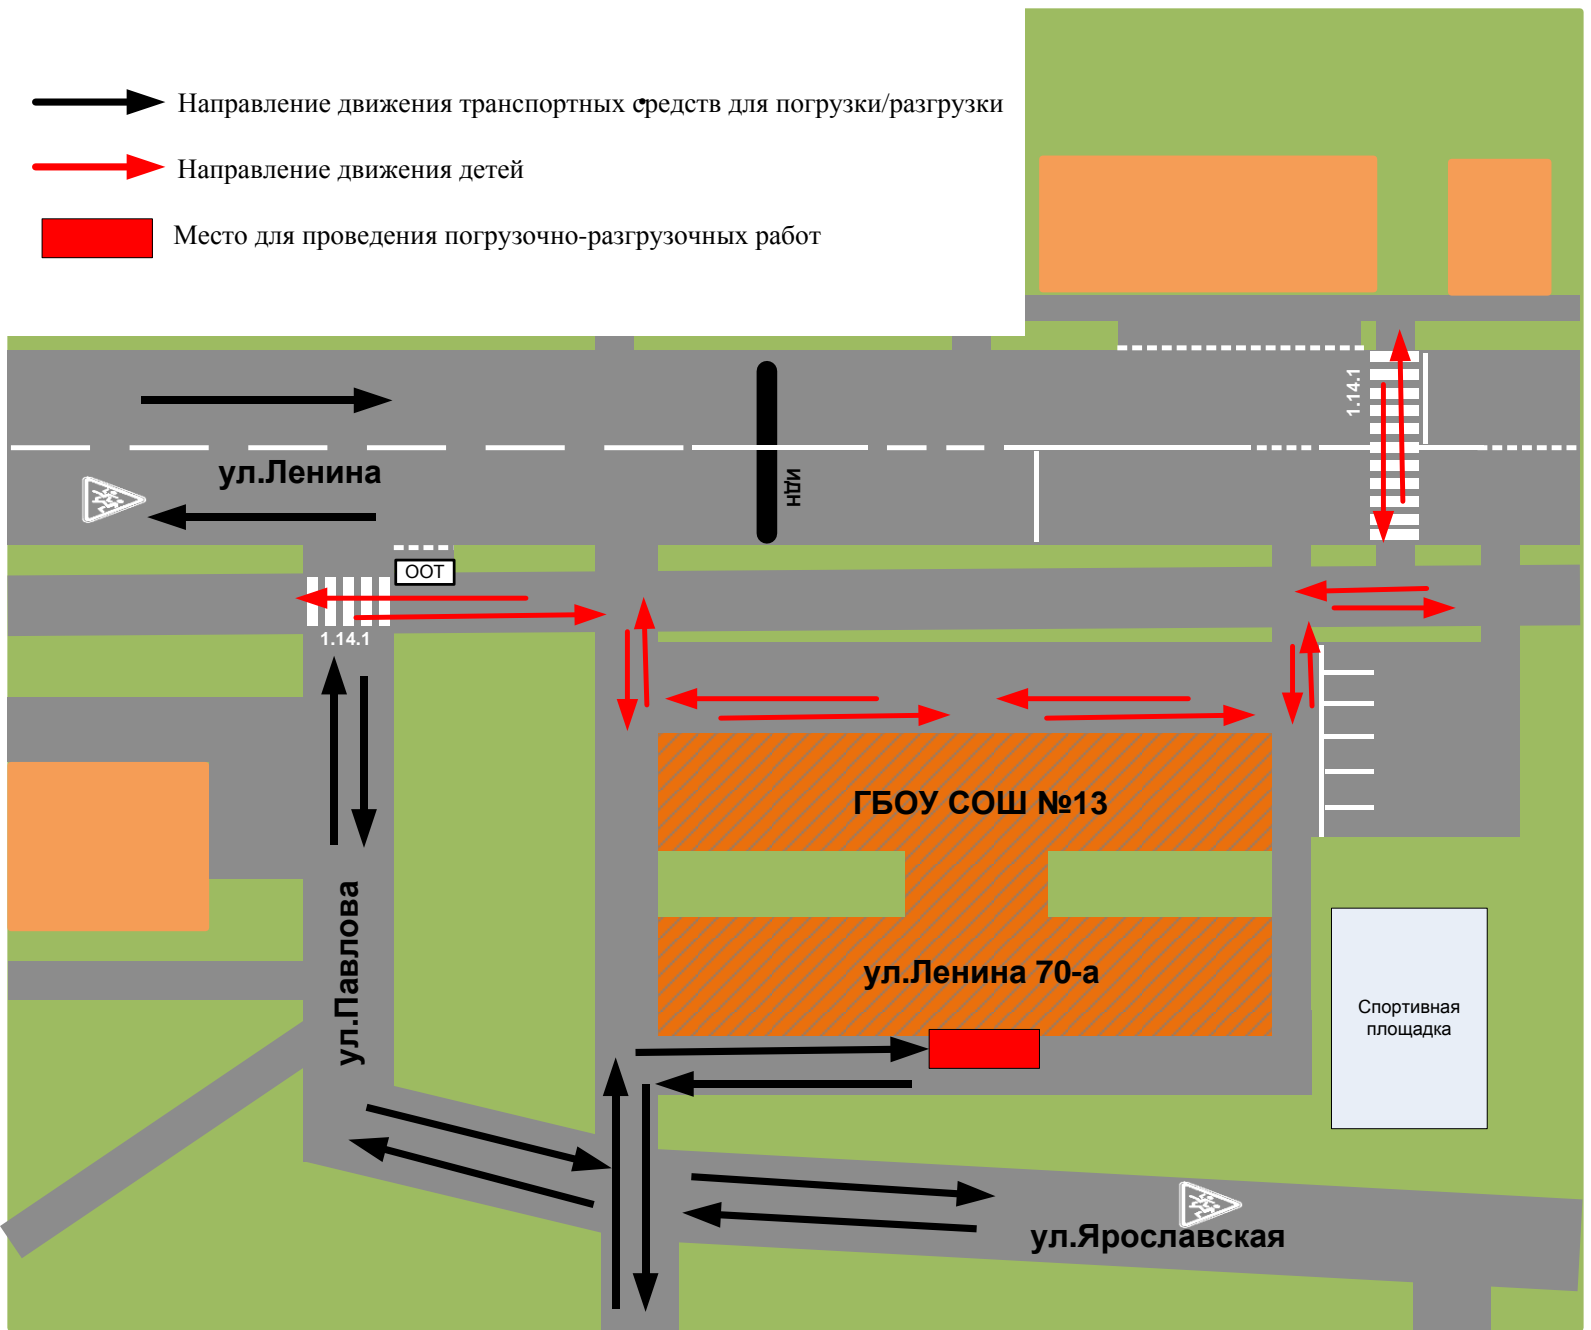 Направление движения транспортных средств для погрузки/разгрузки
Направление движения детей
Место для проведения погрузочно-разгрузочных работ
1.14.1
ул.Ленина
ИДН
ООТ
1.14.1
ГБОУ СОШ №13
ул.Павлова
ул.Ленина 70-а
Спортивная
площадка
ул.Ярославская